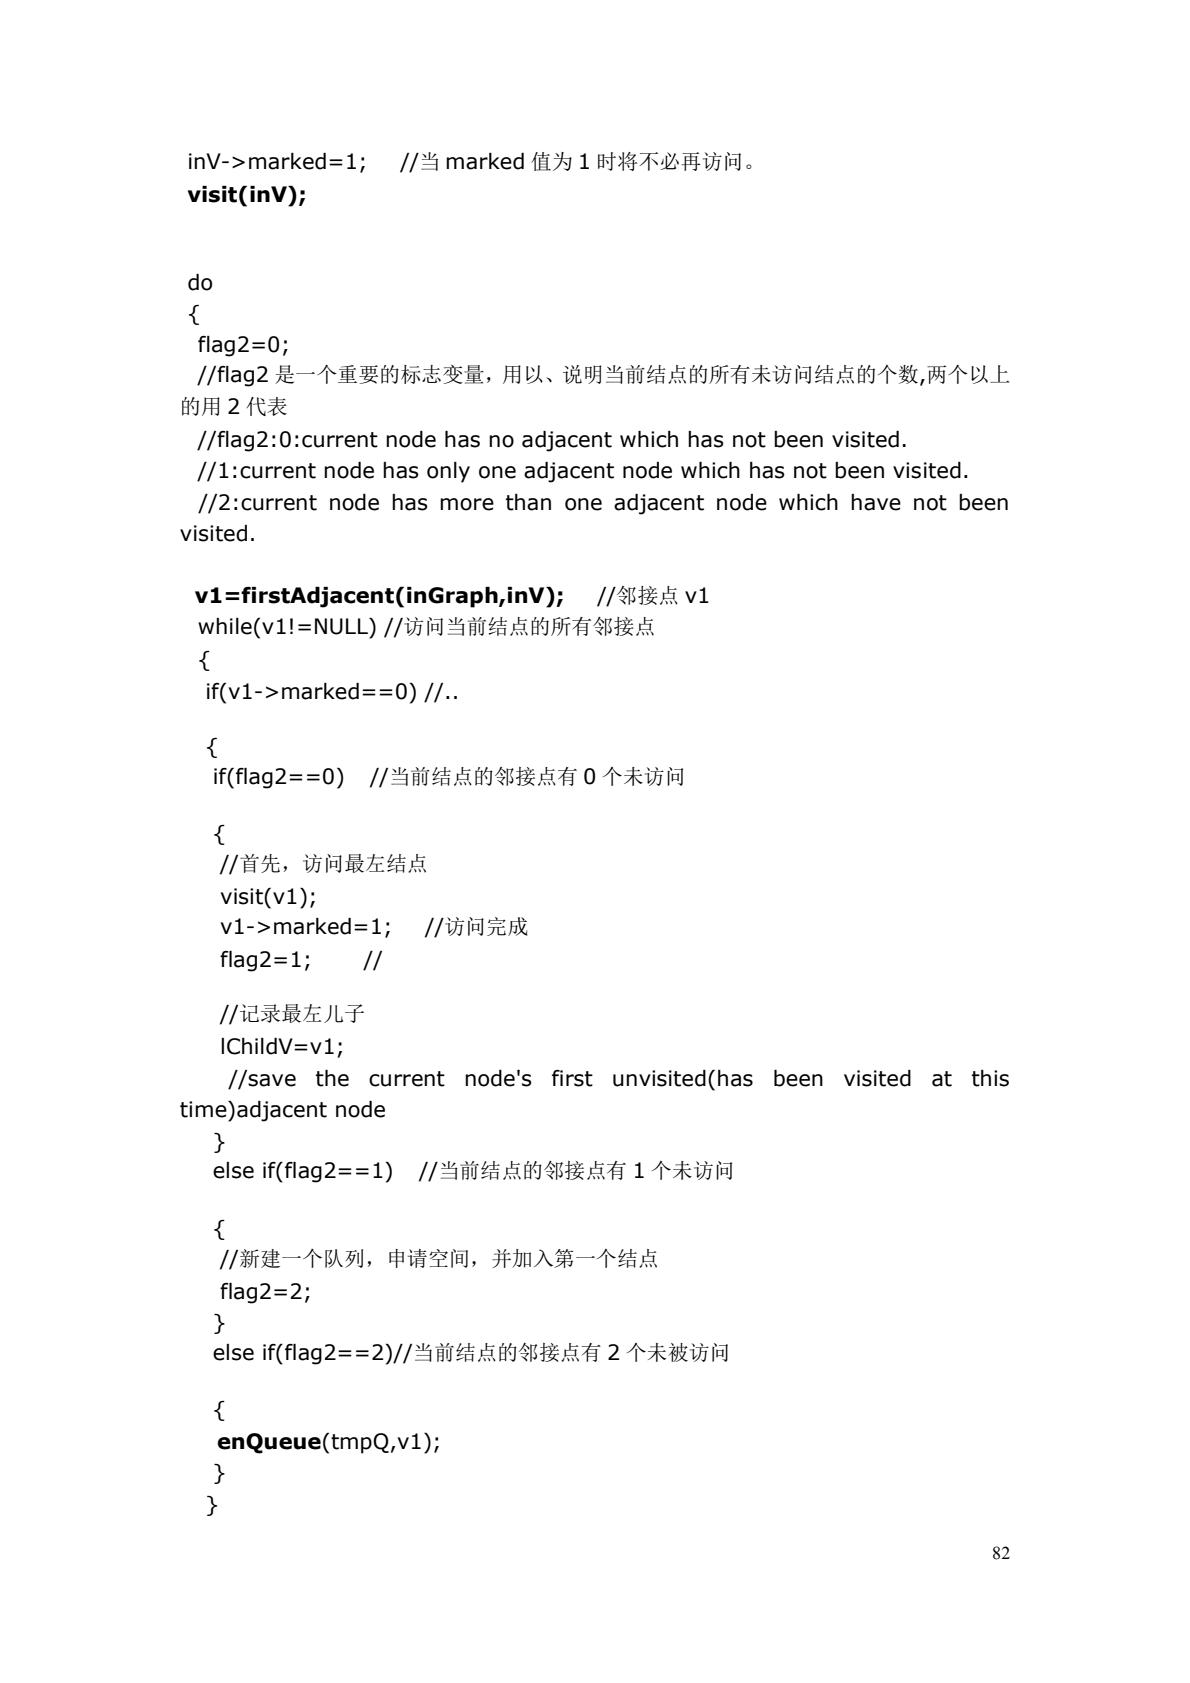 inV->marked=1; //当 marked 值为 1 时将不必再访问。
visit(inV);
do
{
flag2=0;
//flag2 是一个重要的标志变量，用以、说明当前结点的所有未访问结点的个数,两个以上
的用 2 代表
//flag2:0:current node has no adjacent which has not been visited.
//1:current node has only one adjacent node which has not been visited.
//2:current node has more than one adjacent node which have not been
visited.
v1=firstAdjacent(inGraph,inV); //邻接点 v1
while(v1!=NULL) //访问当前结点的所有邻接点
{
if(v1->marked==0) //..
{
if(flag2==0) //当前结点的邻接点有 0 个未访问
{
//首先，访问最左结点
visit(v1);
v1->marked=1; //访问完成
flag2=1; //
//记录最左儿子
lChildV=v1;
//save the current node's first unvisited(has been visited at this
time)adjacent node
}
else if(flag2==1) //当前结点的邻接点有 1 个未访问
{
//新建一个队列，申请空间，并加入第一个结点
flag2=2;
}
else if(flag2==2)//当前结点的邻接点有 2 个未被访问
{
enQueue(tmpQ,v1);
}
}
82